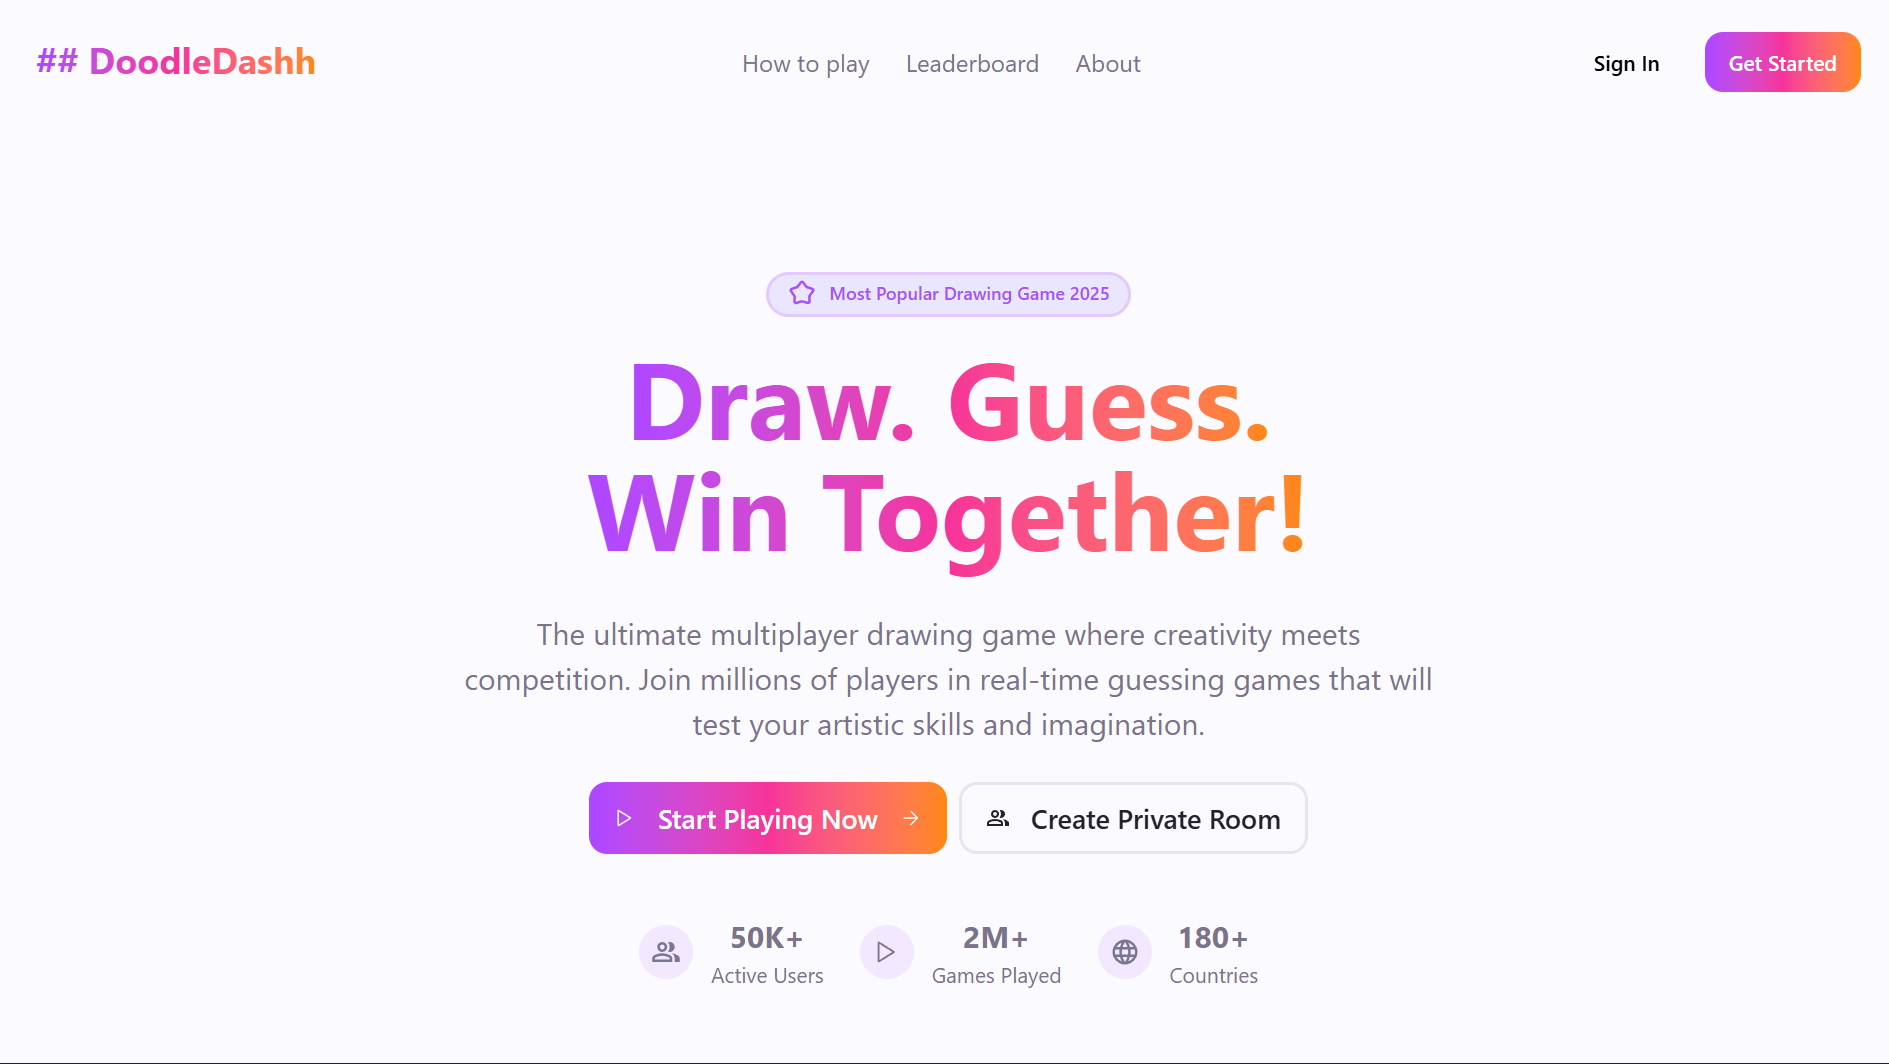 ## DoodleDashh
How to play
Leaderboard
About
Sign In
Get Started
Most Popular Drawing Game 2025
Draw. Guess.
Win Together!
The ultimate multiplayer drawing game where creativity meets
competition. Join millions of players in real-time guessing games that will
test your artistic skills and imagination.
Start Playing Now
Create Private Room
50K+
Active Users
2M+
Games Played
180+
Countries